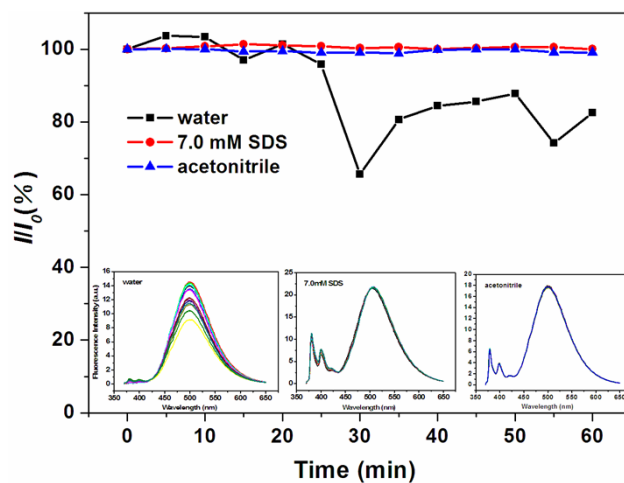 I/I0(%)
100
80
60
40
20
0
water
7.0 mM SDS
acetonitrile
water
Fluorescence Intensity (a.u.)
16
14
12
10
8
6
4
2
0
350 400 450 500 550 600 650 700
Wavelength (nm)
7.0mM SDS
25
20
15
10
5
0
350 400 450 500 550 600 650 700
Wavelength (nm)
acetonitrile
20
18
16
14
12
10
8
6
4
2
0
350 400 450 500 550 600 650 700
Wavelength (nm)
0 10 20 30 40 50 60
Time (min)